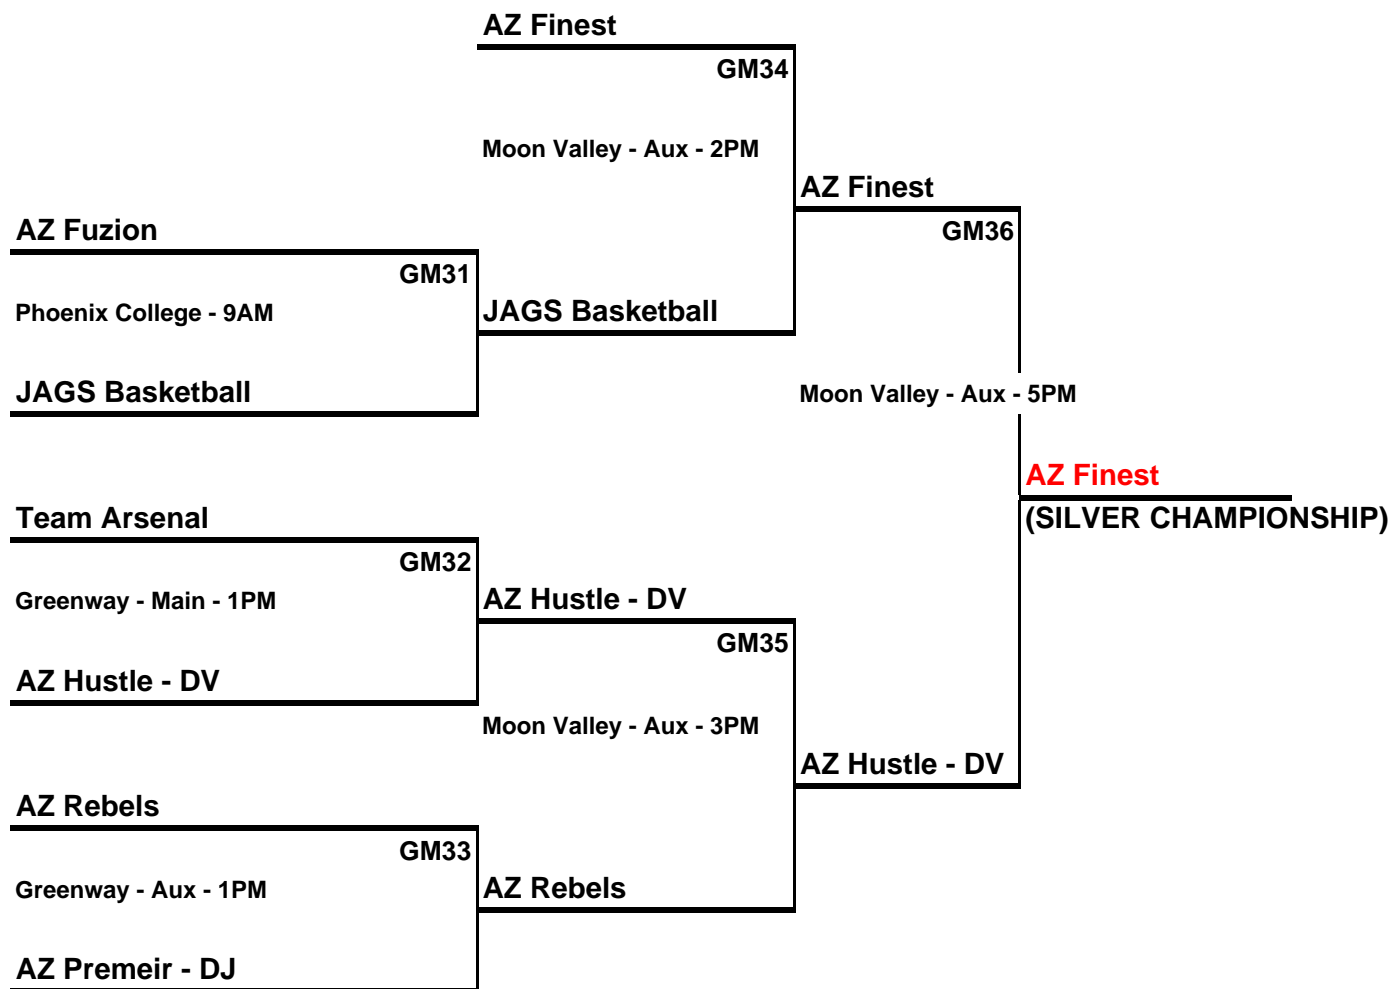 AZ Finest
GM34
Moon Valley - Aux - 2PM
AZ Finest
AZ Fuzion
GM36
GM31
Phoenix College - 9AM
JAGS Basketball
JAGS Basketball
Moon Valley - Aux - 5PM
AZ Finest
Team Arsenal
(SILVER CHAMPIONSHIP)
GM32
Greenway - Main - 1PM
AZ Hustle - DV
GM35
AZ Hustle - DV
Moon Valley - Aux - 3PM
AZ Hustle - DV
AZ Rebels
GM33
Greenway - Aux - 1PM
AZ Rebels
AZ Premeir - DJ